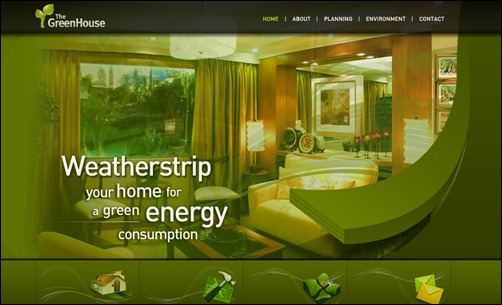 The
GreenHouse
HOME | ABOUT | PLANNING | ENVIRONMENT | CONTACT
Weatherstrip
your home for
a green energy
consumption